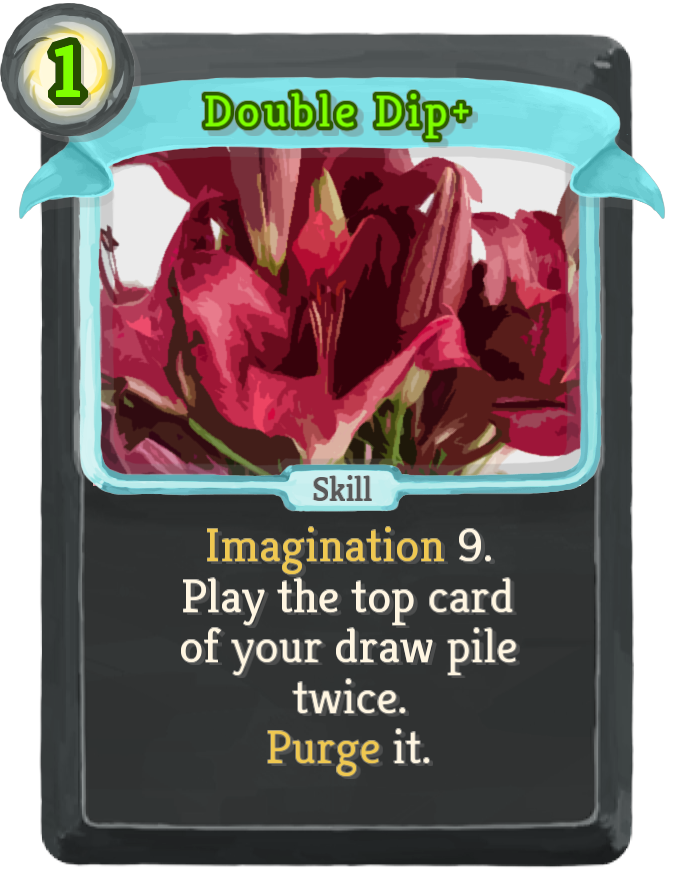 1
Double Dip+
Skill
Imagination 9.
Play the top card
of your draw pile
twice.
Purge it.